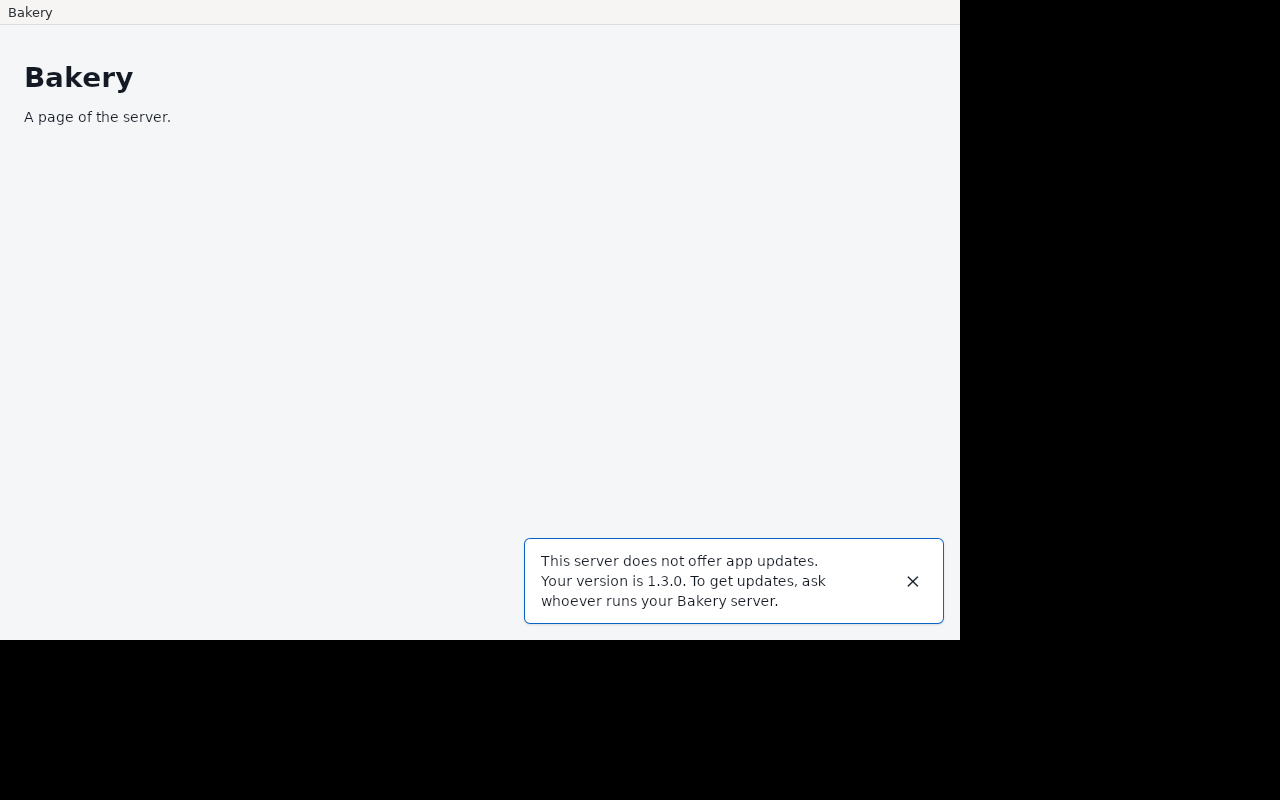 Bakery
Bakery
A page of the server.
This server does not offer app updates.
Your version is 1.3.0. To get updates, ask
whoever runs your Bakery server.